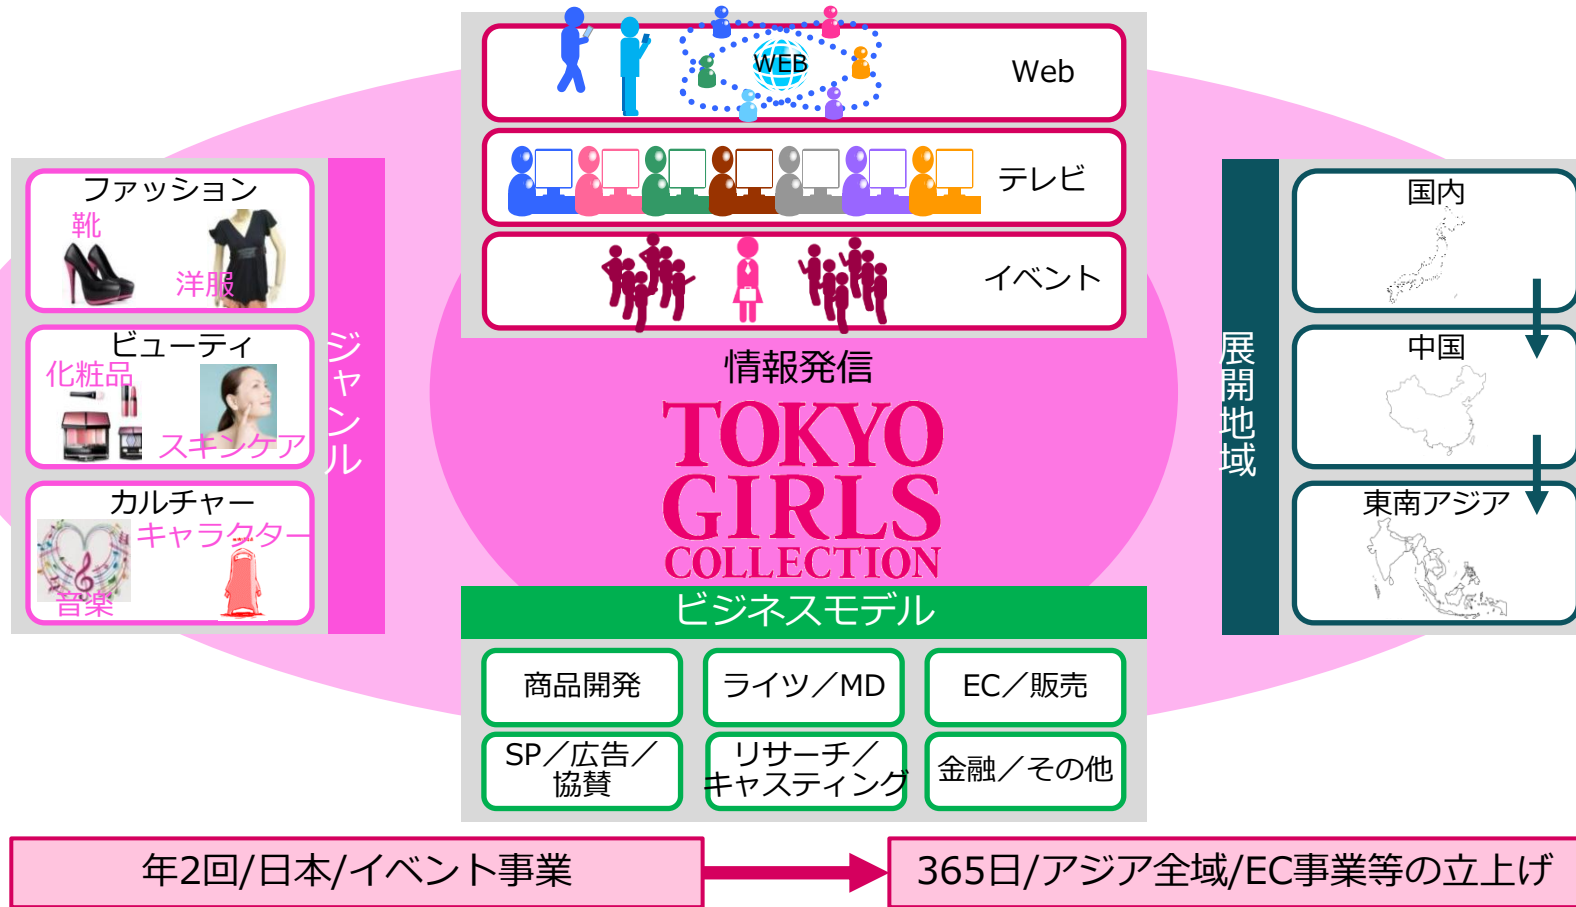 WEB
Web
テレビ
イベント
情報発信
ファッション
靴
洋服
ビューティ
化粧品
スキンケア
カルチャー
キャラクター
音楽
ジャンル
TOKYO
GIRLS
COLLECTION
展開地域
国内
中国
東南アジア
ビジネスモデル
商品開発
ライツ／MD
EC／販売
SP／広告／
協賛
リサーチ／
キャスティング
金融／その他
年2回/日本/イベント事業
365日/アジア全域/EC事業等の立上げ